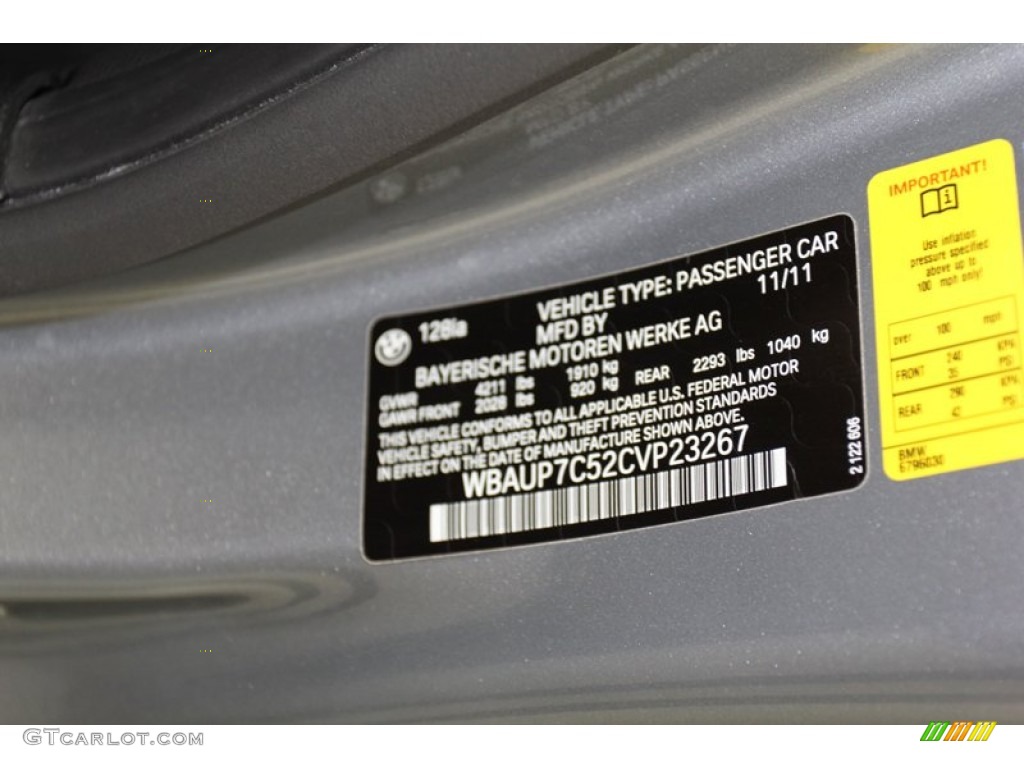 128ia
VEHICLE TYPE: PASSENGER CAR
MFD BY 11/11
BAYERISCHE MOTOREN WERKE AG
GVWR 4211 lbs 1910 kg
GAWR FRONT 2028 lbs 920 kg REAR 2293 lbs 1040 kg
THIS VEHICLE CONFORMS TO ALL APPLICABLE U.S. FEDERAL MOTOR
VEHICLE SAFETY, BUMPER AND THEFT PREVENTION STANDARDS
IN EFFECT ON THE DATE OF MANUFACTURE SHOWN ABOVE.
WBAUP7C52CVP23267
2 122 606
IMPORTANT!
i
Use inflation
pressure specified
above up to
100 mph only!
over 100 mph
FRONT 240 KPA
35 PSI
REAR 290 KPA
42 PSI
BMW
6796030
GTcarlot.com